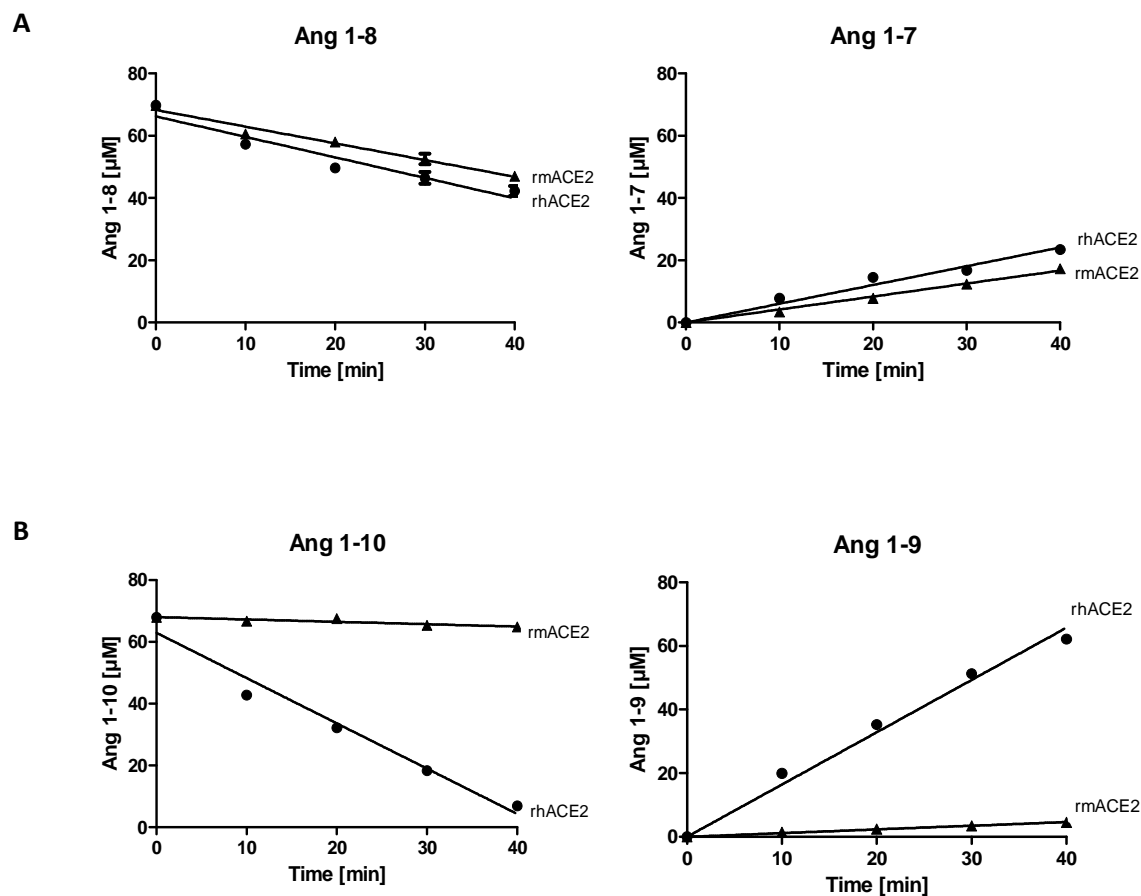 A
Ang 1-8
Ang 1-7
80
60
40
20
0
Ang 1-8 [µM]
rmACE2
rhACE2
0 10 20 30 40
Time [min]
80
60
40
20
0
Ang 1-7 [µM]
rhACE2
rmACE2
0 10 20 30 40
Time [min]
B
Ang 1-10
Ang 1-9
80
60
40
20
0
Ang 1-10 [µM]
rmACE2
rhACE2
0 10 20 30 40
Time [min]
80
60
40
20
0
Ang 1-9 [µM]
rhACE2
rmACE2
0 10 20 30 40
Time [min]